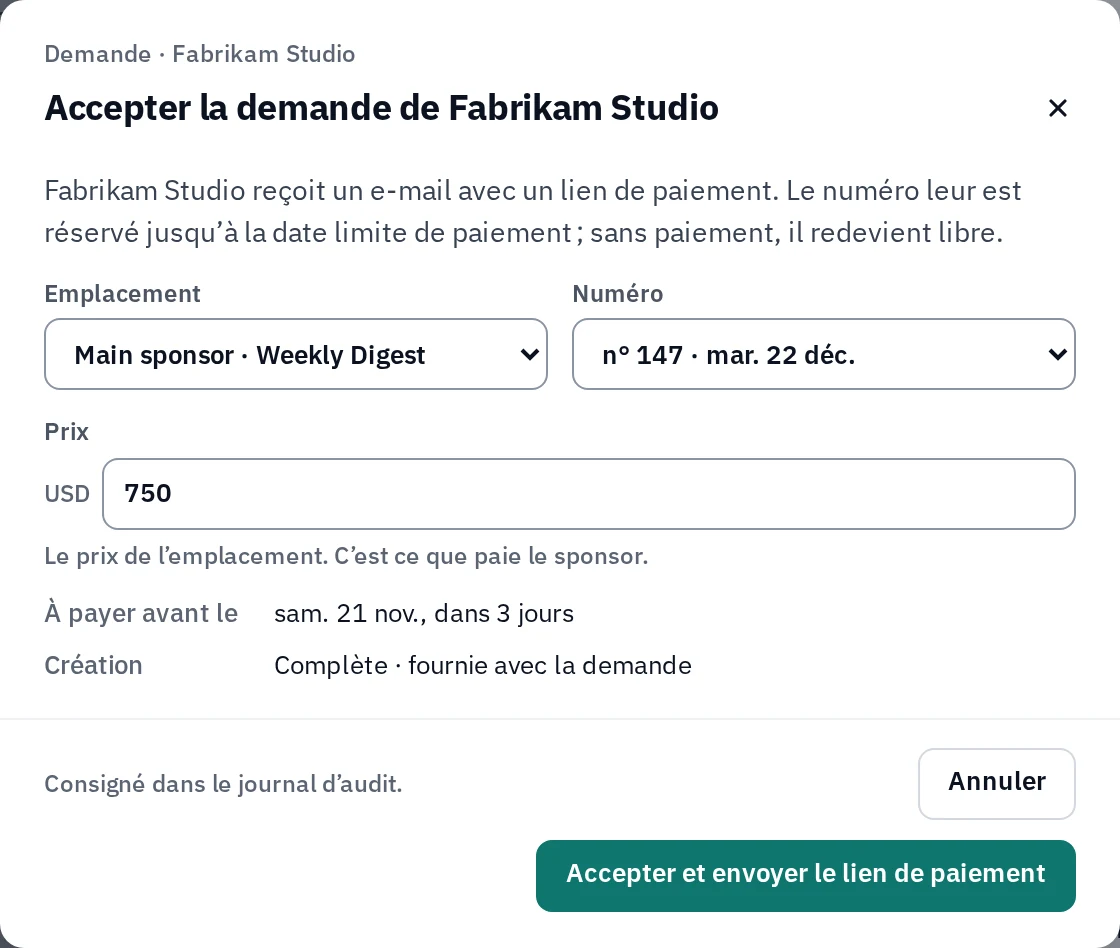 Demande · Fabrikam Studio
Accepter la demande de Fabrikam Studio
Fabrikam Studio reçoit un e-mail avec un lien de paiement. Le numéro leur est
réservé jusqu’à la date limite de paiement ; sans paiement, il redevient libre.
Emplacement
Numéro
Main sponsor · Weekly Digest
n° 147 · mar. 22 déc.
Prix
USD 750
Le prix de l’emplacement. C’est ce que paie le sponsor.
À payer avant le sam. 21 nov., dans 3 jours
Création Complète · fournie avec la demande
Consigné dans le journal d’audit.
Annuler
Accepter et envoyer le lien de paiement